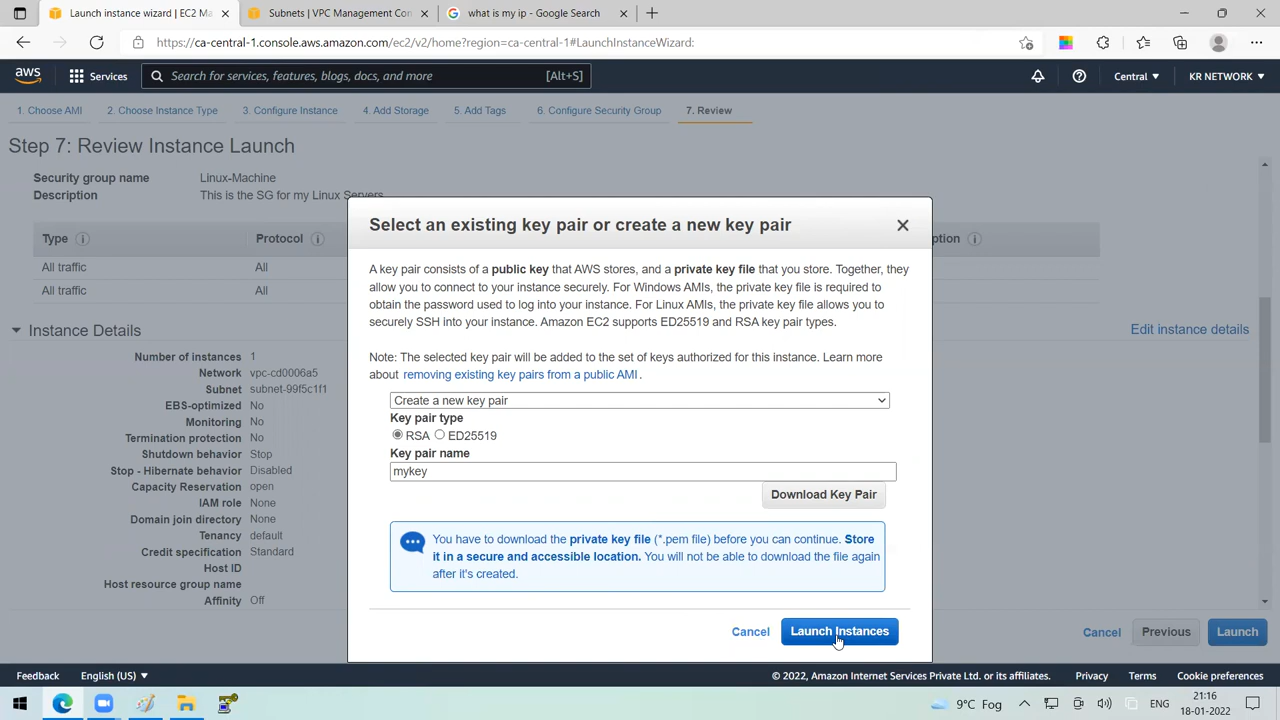 Launch instance wizard | EC2 M
Subnets | VPC Management Con
what is my ip - Google Search
https://ca-central-1.console.aws.amazon.com/ec2/v2/home?region=ca-central-1#LaunchInstanceWizard:
aws
Services
Search for services, features, blogs, docs, and more
[Alt+S]
Central
KR NETWORK
1. Choose AMI
2. Choose Instance Type
3. Configure Instance
4. Add Storage
5. Add Tags
6. Configure Security Group
7. Review
Step 7: Review Instance Launch
Security group name Linux-Machine
Description This is the SG for my Linux Servers
Type
Protocol
ption
All traffic All
All traffic All
Select an existing key pair or create a new key pair
A key pair consists of a public key that AWS stores, and a private key file that you store. Together, they
allow you to connect to your instance securely. For Windows AMIs, the private key file is required to
obtain the password used to log into your instance. For Linux AMIs, the private key file allows you to
securely SSH into your instance. Amazon EC2 supports ED25519 and RSA key pair types.
Note: The selected key pair will be added to the set of keys authorized for this instance. Learn more
about removing existing key pairs from a public AMI .
Create a new key pair
Key pair type
RSA ED25519
Key pair name
mykey
Download Key Pair
You have to download the private key file (*.pem file) before you can continue. Store
it in a secure and accessible location. You will not be able to download the file again
after it's created.
Cancel
Launch Instances
Instance Details
Edit instance details
Number of instances 1
Network vpc-cd0006a5
Subnet subnet-99f5c1f1
EBS-optimized No
Monitoring No
Termination protection No
Shutdown behavior Stop
Stop - Hibernate behavior Disabled
Capacity Reservation open
IAM role None
Domain join directory None
Tenancy default
Credit specification Standard
Host ID
Host resource group name
Affinity Off
Cancel
Previous
Launch
Feedback
English (US)
© 2022, Amazon Internet Services Private Ltd. or its affiliates.
Privacy
Terms
Cookie preferences
9°C Fog
ENG
21:16
18-01-2022